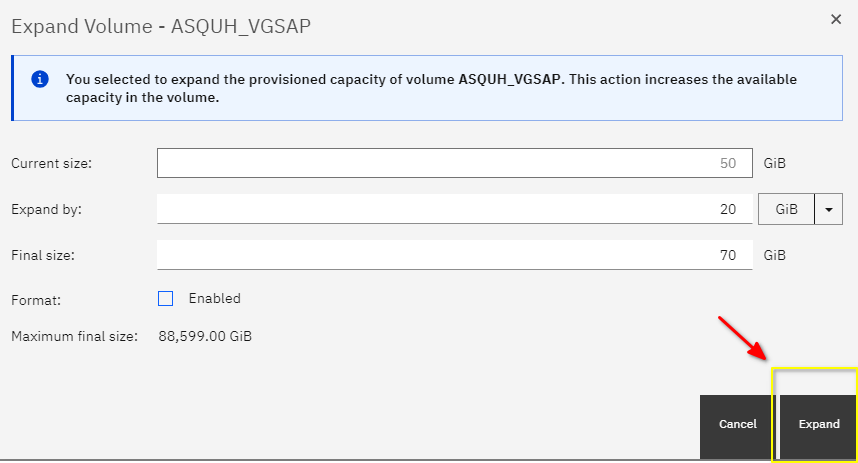 Expand Volume - ASQUH_VGSAP
You selected to expand the provisioned capacity of volume ASQUH_VGSAP. This action increases the available
capacity in the volume.
Current size: 50 GiB
Expand by: 20 GiB
Final size: 70 GiB
Format: Enabled
Maximum final size: 88,599.00 GiB
Cancel Expand